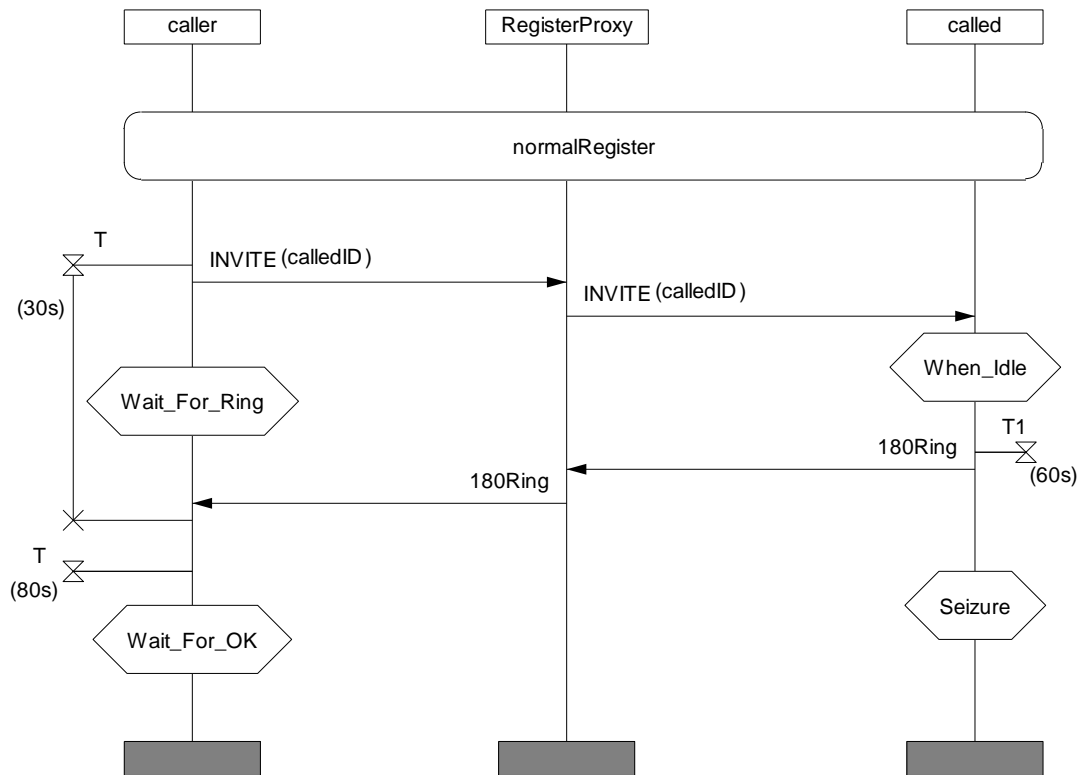 caller
RegisterProxy
called
normalRegister
T
INVITE (calledID)
(30s)
INVITE (calledID)
When_Idle
Wait_For_Ring
T1
180Ring
(60s)
180Ring
T
(80s)
Seizure
Wait_For_OK